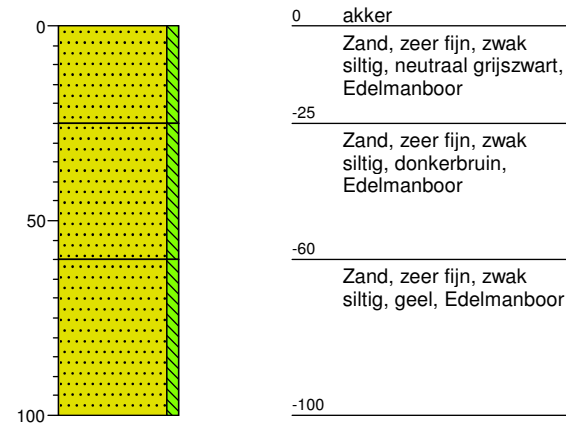 0
50
100
0 akker
Zand, zeer fijn, zwak
siltig, neutraal grijszwart,
Edelmanboor
-25
Zand, zeer fijn, zwak
siltig, donkerbruin,
Edelmanboor
-60
Zand, zeer fijn, zwak
siltig, geel, Edelmanboor
-100